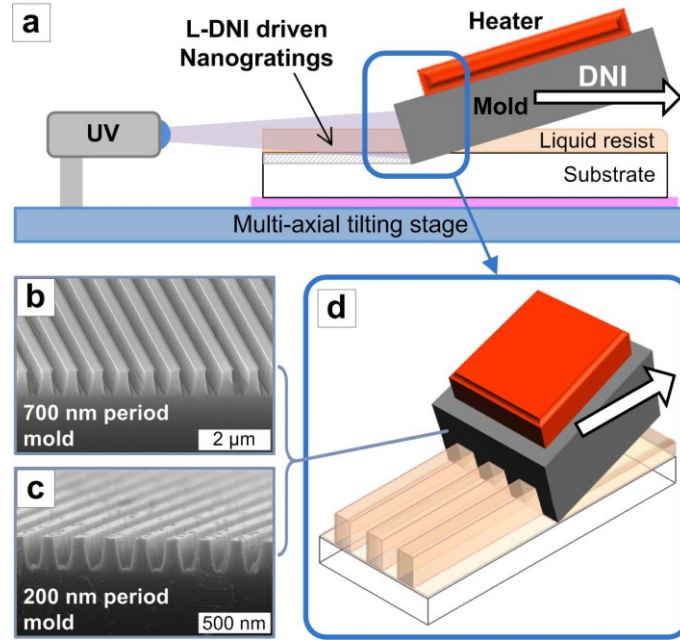 a
L-DNI driven
Nanogratings
Heater
DNI
Mold
UV
Liquid resist
Substrate
Multi-axial tilting stage
b
700 nm period
mold
2 µm
c
200 nm period
mold
500 nm
d